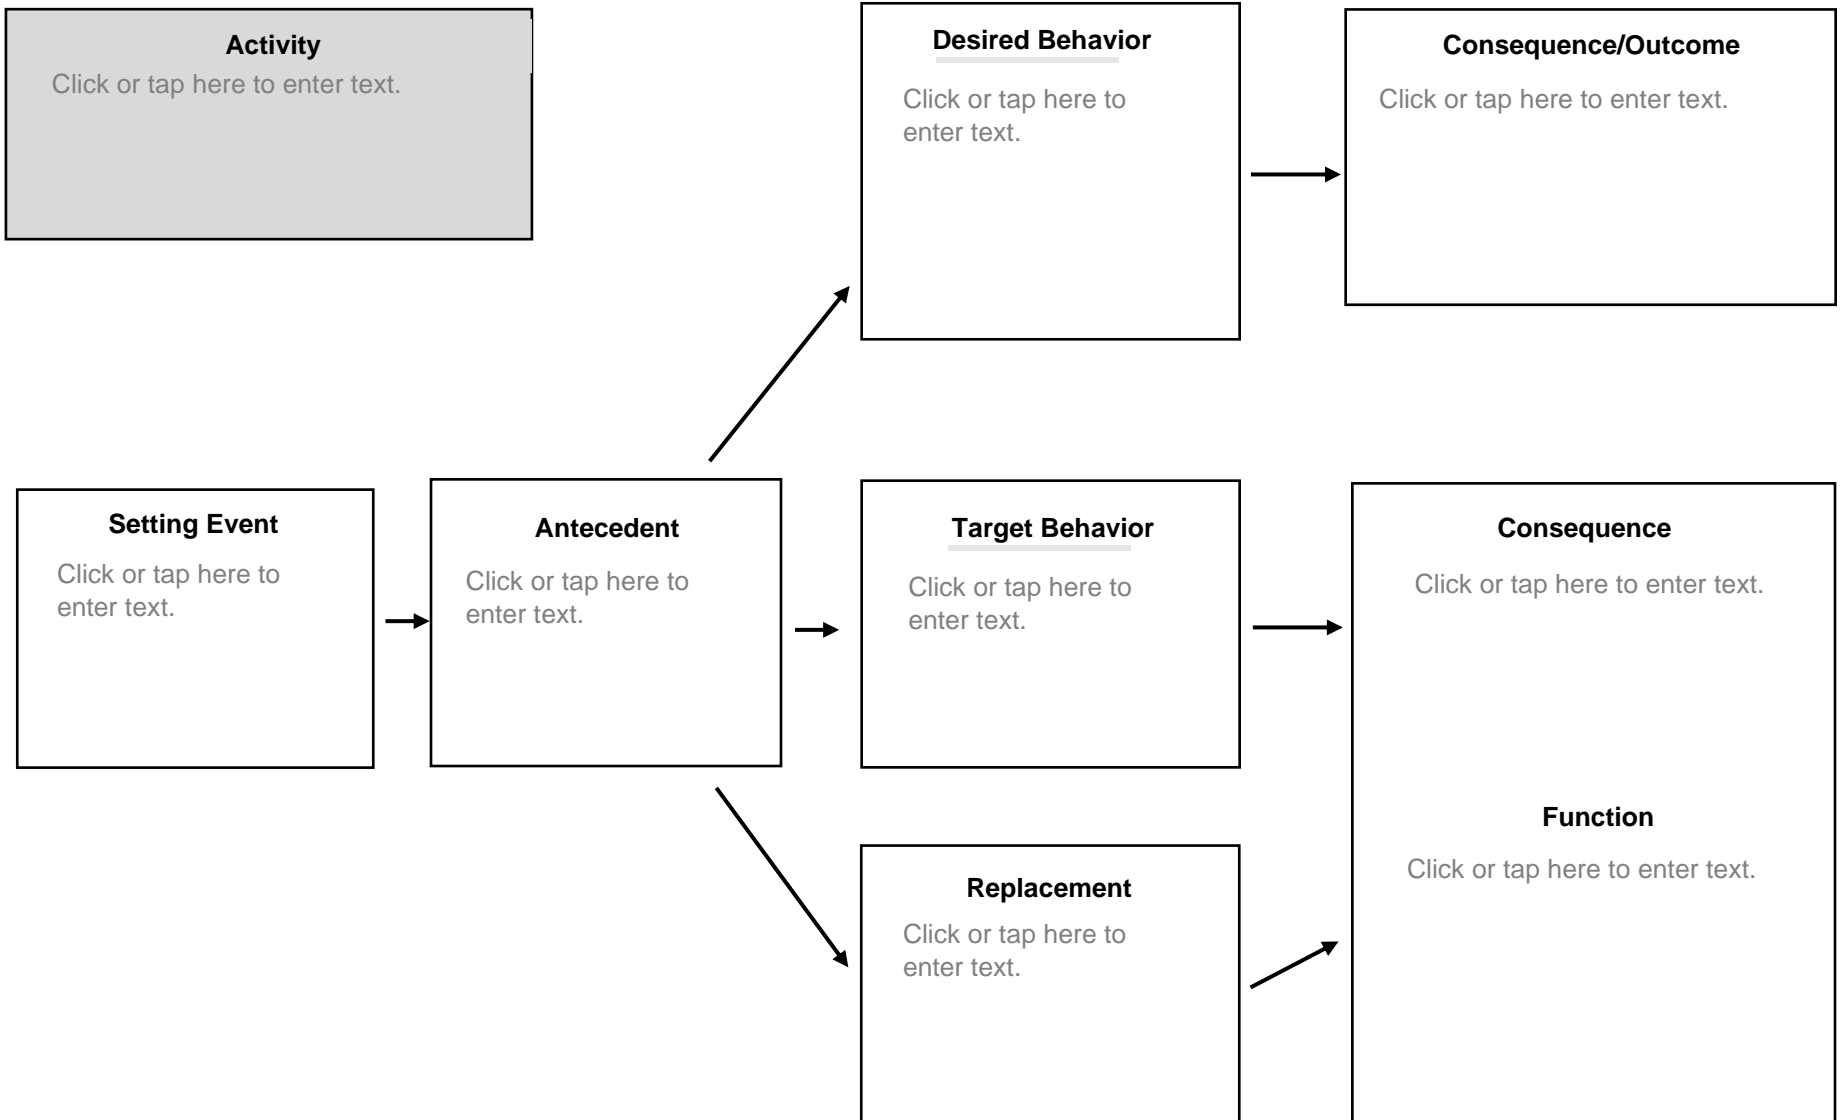 Activity
Click or tap here to enter text.
Desired Behavior
Click or tap here to
enter text.
Consequence/Outcome
Click or tap here to enter text.
Setting Event
Click or tap here to
enter text.
Antecedent
Click or tap here to
enter text.
Target Behavior
Click or tap here to
enter text.
Consequence
Click or tap here to enter text.
Function
Click or tap here to enter text.
Replacement
Click or tap here to
enter text.